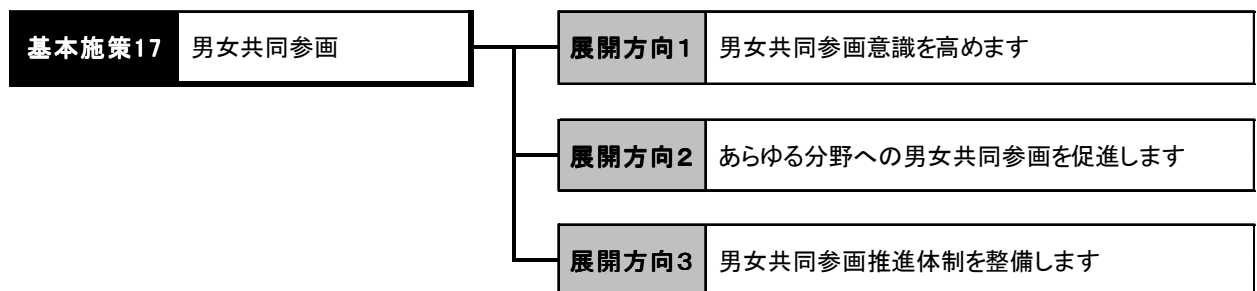 基本施策17 男女共同参画
展開方向1 男女共同参画意識を高めます
展開方向2 あらゆる分野への男女共同参画を促進します
展開方向3 男女共同参画推進体制を整備します